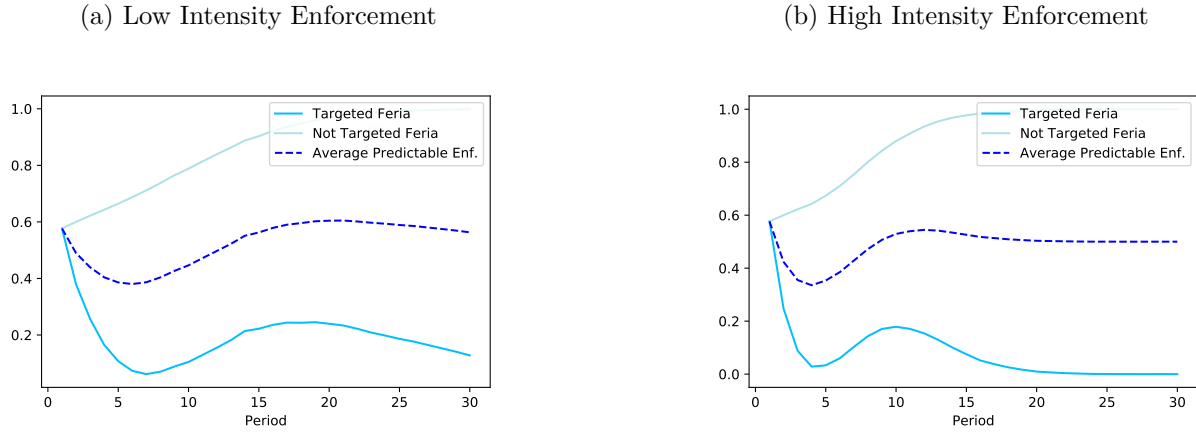 (a) Low Intensity Enforcement
1.0
0.8
0.6
0.4
0.2
Targeted Feria
Not Targeted Feria
Average Predictable Enf.
0 5 10 15 20 25 30
Period
(b) High Intensity Enforcement
1.0
0.8
0.6
0.4
0.2
0.0
Targeted Feria
Not Targeted Feria
Average Predictable Enf.
0 5 10 15 20 25 30
Period